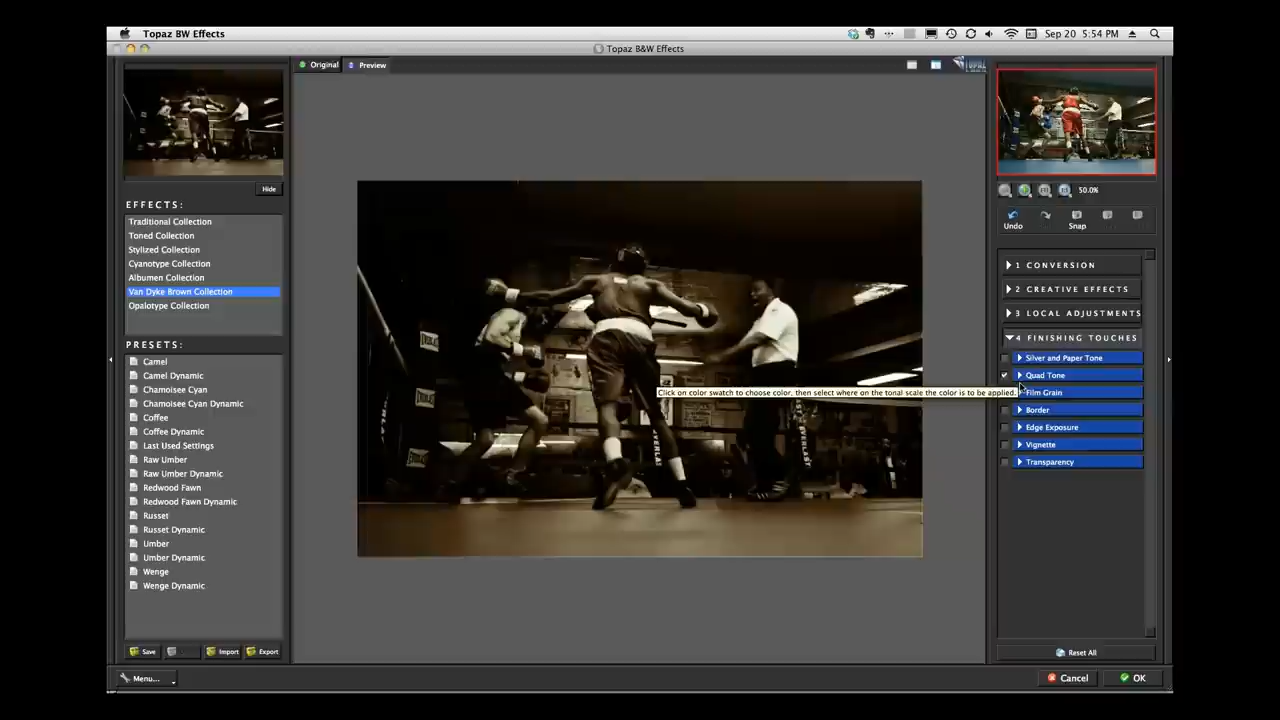 Topaz BW Effects
Sep 20 5:54 PM
Topaz B&W Effects
Original
Preview
TOPAZ
Hide
EFFECTS:
Traditional Collection
Toned Collection
Stylized Collection
Cyanotype Collection
Albumen Collection
Van Dyke Brown Collection
Opalotype Collection
PRESETS:
Camel
Camel Dynamic
Chamoisee Cyan
Chamoisee Cyan Dynamic
Coffee
Coffee Dynamic
Last Used Settings
Raw Umber
Raw Umber Dynamic
Redwood Fawn
Redwood Fawn Dynamic
Russet
Russet Dynamic
Umber
Umber Dynamic
Wenge
Wenge Dynamic
Save
Import
Export
Menu...
EVERLAST
EVERLAST
50.0%
Undo
Snap
1 CONVERSION
2 CREATIVE EFFECTS
3 LOCAL ADJUSTMENTS
4 FINISHING TOUCHES
Silver and Paper Tone
Quad Tone
Click on color swatch to choose color, then select where on the tonal scale the color is to be applied.
Film Grain
Border
Edge Exposure
Vignette
Transparency
Reset All
Cancel
OK